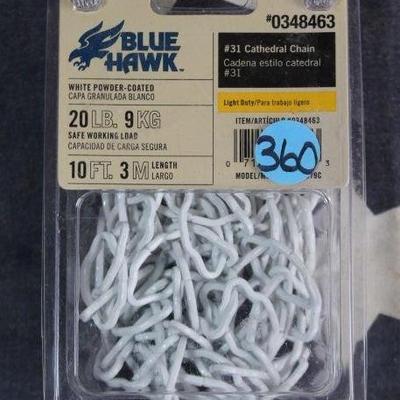 BLUE
HAWK™
#0348463
#31 Cathedral Chain
Cadena estilo catedral
#31
WHITE POWDER-COATED
CAPA GRANULADA BLANCO
Light Duty/Para trabajo ligero
20 LB. 9 KG
SAFE WORKING LOAD
CAPACIDAD DE CARGA SEGURA
ITEM/ARTÍCULO #0348463
360
10 FT. 3 M LENGTH
LARGO